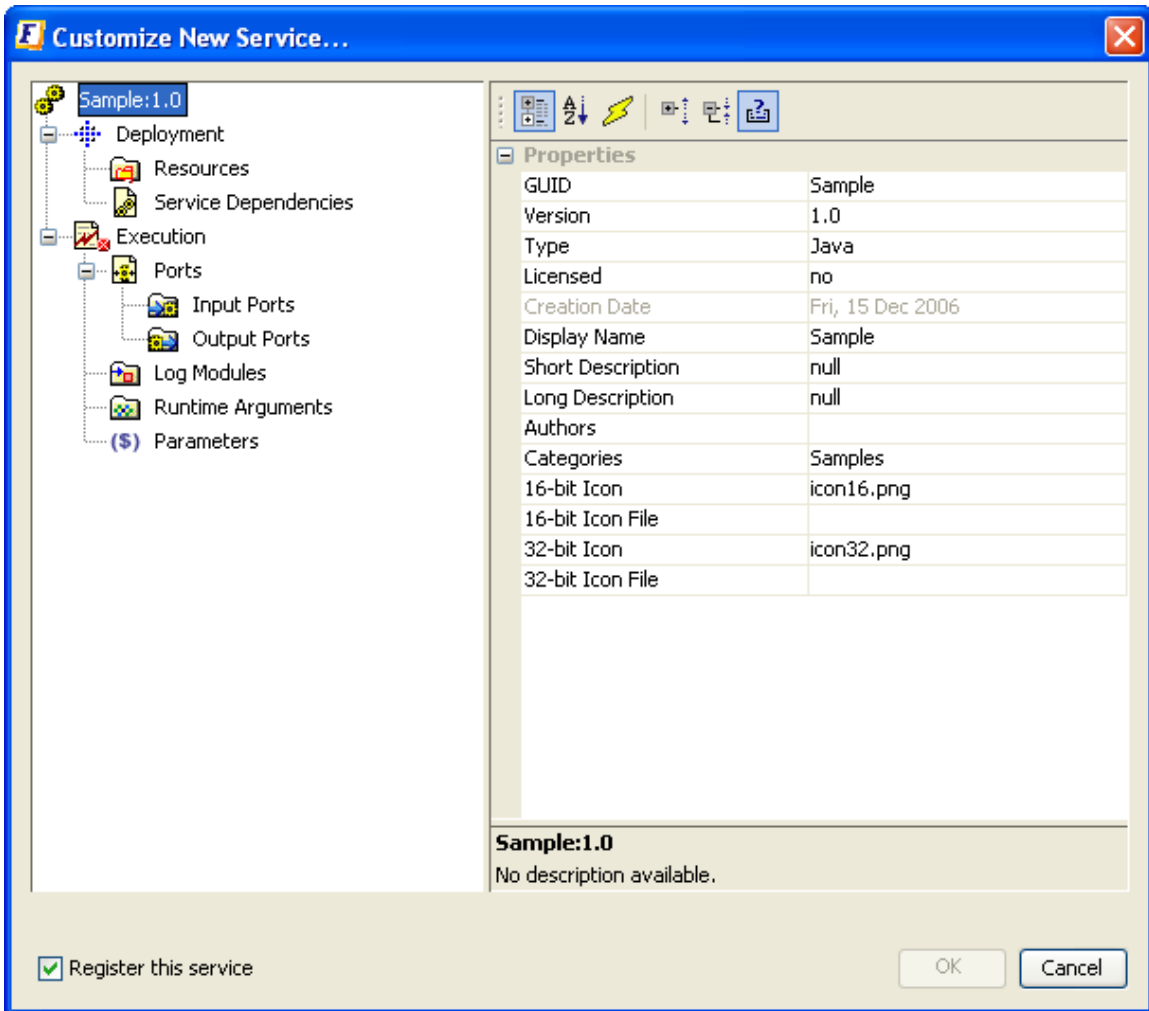 Customize New Service...
Sample:1.0
Deployment
Resources
Service Dependencies
Execution
Ports
Input Ports
Output Ports
Log Modules
Runtime Arguments
($) Parameters
Properties
GUID Sample
Version 1.0
Type Java
Licensed no
Creation Date Fri, 15 Dec 2006
Display Name Sample
Short Description null
Long Description null
Authors
Categories Samples
16-bit Icon icon16.png
16-bit Icon File
32-bit Icon icon32.png
32-bit Icon File
Sample:1.0
No description available.
Register this service
OK Cancel